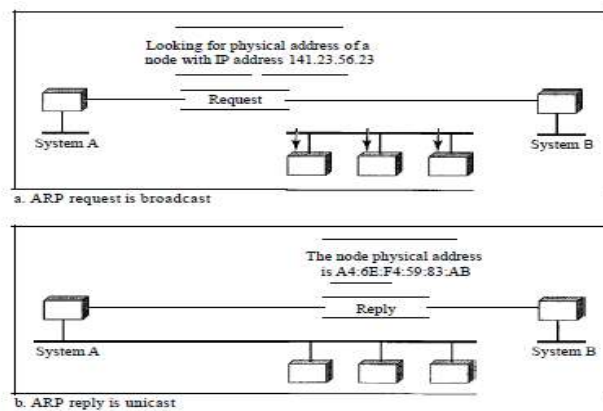 Looking for physical address of a
node with IP address 141.23.56.23
Request
System A
System B
a. ARP request is broadcast
The node physical address
is A4:6E:F4:59:83:AB
Reply
System A
System B
b. ARP reply is unicast